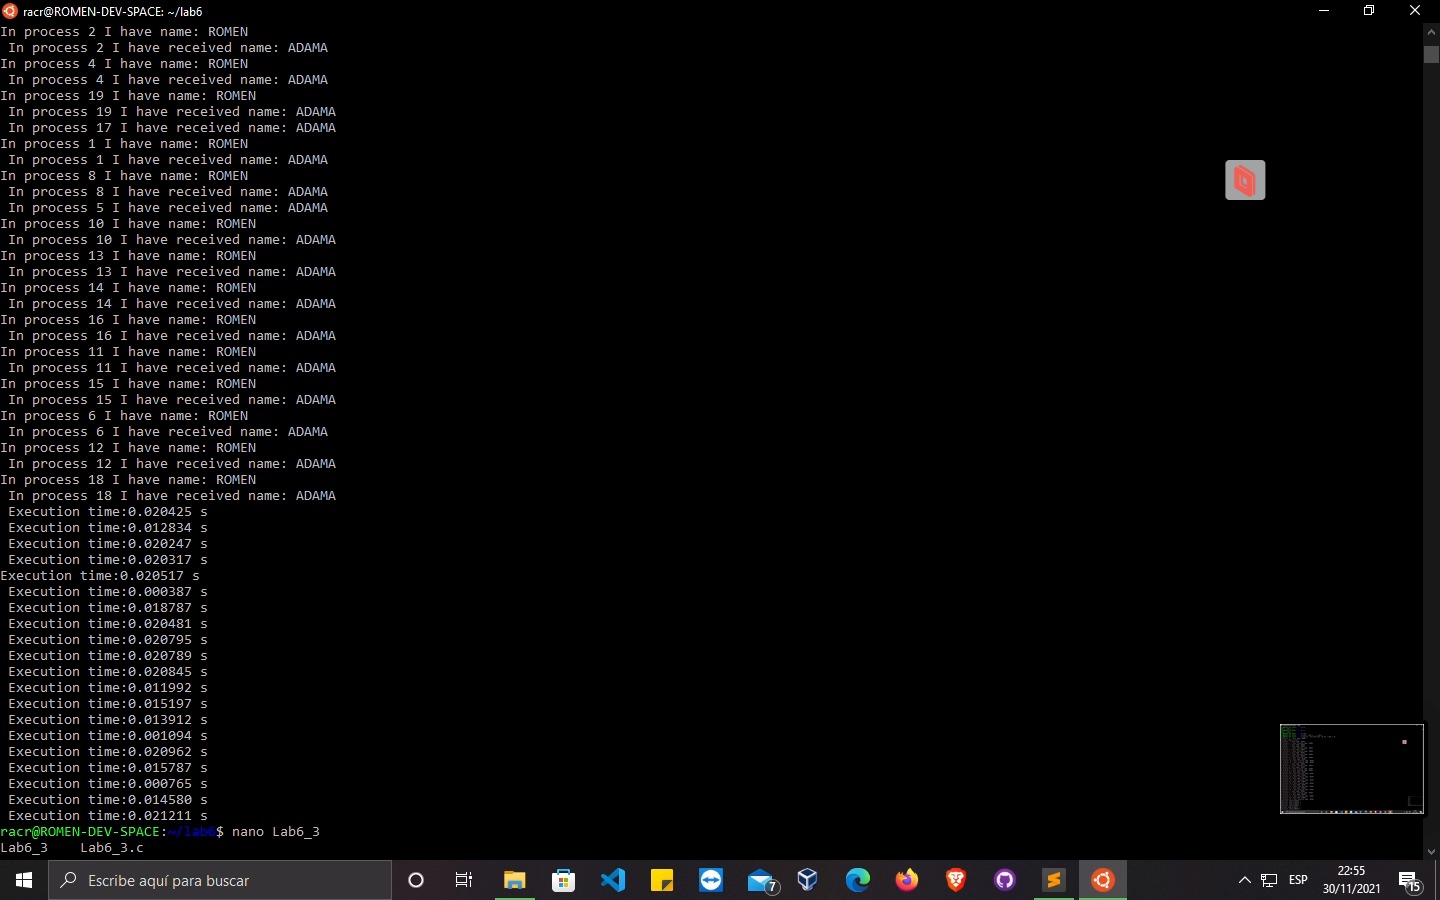 racr@ROMEN-DEV-SPACE: ~/lab6
In process 2 I have name: ROMEN
In process 2 I have received name: ADAMA
In process 4 I have name: ROMEN
In process 4 I have received name: ADAMA
In process 19 I have name: ROMEN
In process 19 I have received name: ADAMA
In process 17 I have received name: ADAMA
In process 1 I have name: ROMEN
In process 1 I have received name: ADAMA
In process 8 I have name: ROMEN
In process 8 I have received name: ADAMA
In process 5 I have received name: ADAMA
In process 10 I have name: ROMEN
In process 10 I have received name: ADAMA
In process 13 I have name: ROMEN
In process 13 I have received name: ADAMA
In process 14 I have name: ROMEN
In process 14 I have received name: ADAMA
In process 16 I have name: ROMEN
In process 16 I have received name: ADAMA
In process 11 I have name: ROMEN
In process 11 I have received name: ADAMA
In process 15 I have name: ROMEN
In process 15 I have received name: ADAMA
In process 6 I have name: ROMEN
In process 6 I have received name: ADAMA
In process 12 I have name: ROMEN
In process 12 I have received name: ADAMA
In process 18 I have name: ROMEN
In process 18 I have received name: ADAMA
Execution time:0.020425 s
Execution time:0.012834 s
Execution time:0.020247 s
Execution time:0.020317 s
Execution time:0.020517 s
Execution time:0.000387 s
Execution time:0.018787 s
Execution time:0.020481 s
Execution time:0.020795 s
Execution time:0.020789 s
Execution time:0.020845 s
Execution time:0.011992 s
Execution time:0.015197 s
Execution time:0.013912 s
Execution time:0.001094 s
Execution time:0.020962 s
Execution time:0.015787 s
Execution time:0.000765 s
Execution time:0.014580 s
Execution time:0.021211 s
racr@ROMEN-DEV-SPACE:~/lab6$ nano Lab6_3
Lab6_3    Lab6_3.c
Escribe aquí para buscar
7
ESP
22:55
30/11/2021
15